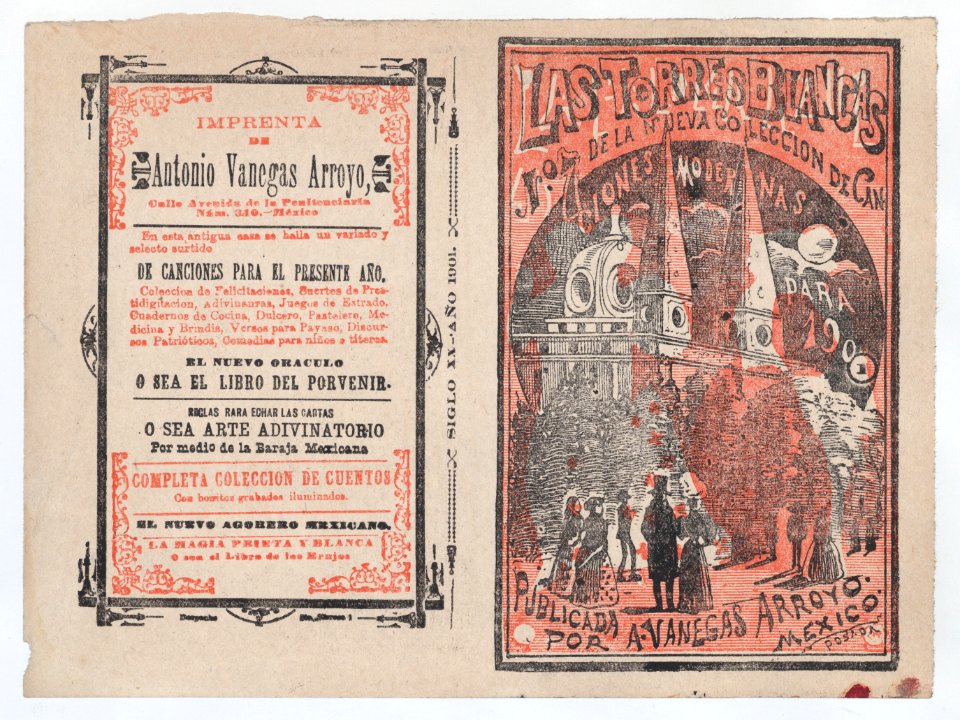 IMPRENTA
DE
Antonio Vanegas Arroyo,
Calle Avenida de la Penitenciaria
Núm. 310.—México
En esta antigua casa se halla un variado y
selecto surtido
DE CANCIONES PARA EL PRESENTE AÑO.
Coleccion de Felicitaciones, Suertes de Pres-
tidigitacion, Adivinanzas, Juegos de Estrado,
Cuadernos de Cocina, Dulcero, Pastelero, Me-
dicina y Brindis, Versos para Payaso, Discur-
sos Patrióticos, Comedias para niños o títeres
EL NUEVO ORACULO
O SEA EL LIBRO DEL PORVENIR.
REGLAS RARA ECHAR LAS CARTAS
O SEA ARTE ADIVINATORIO
Por medio de la Baraja Mexicana
COMPLETA COLECCION DE CUENTOS
Con bonitos grabados iluminados.
EL NUEVO AGORERO MEXICANO.
LA MAGIA PRIETA Y BLANCA
O sea el Libro de los Brujos
SIGLO XX.-AÑO 1901.
LAS TORRES BLANCAS
DE LA NUEVA COLLECCION DE CAN-
CIONES MODERNAS
PARA
1901
PUBLICADA
POR A. VANEGAS ARROYO.
MEXICO.
POSADA